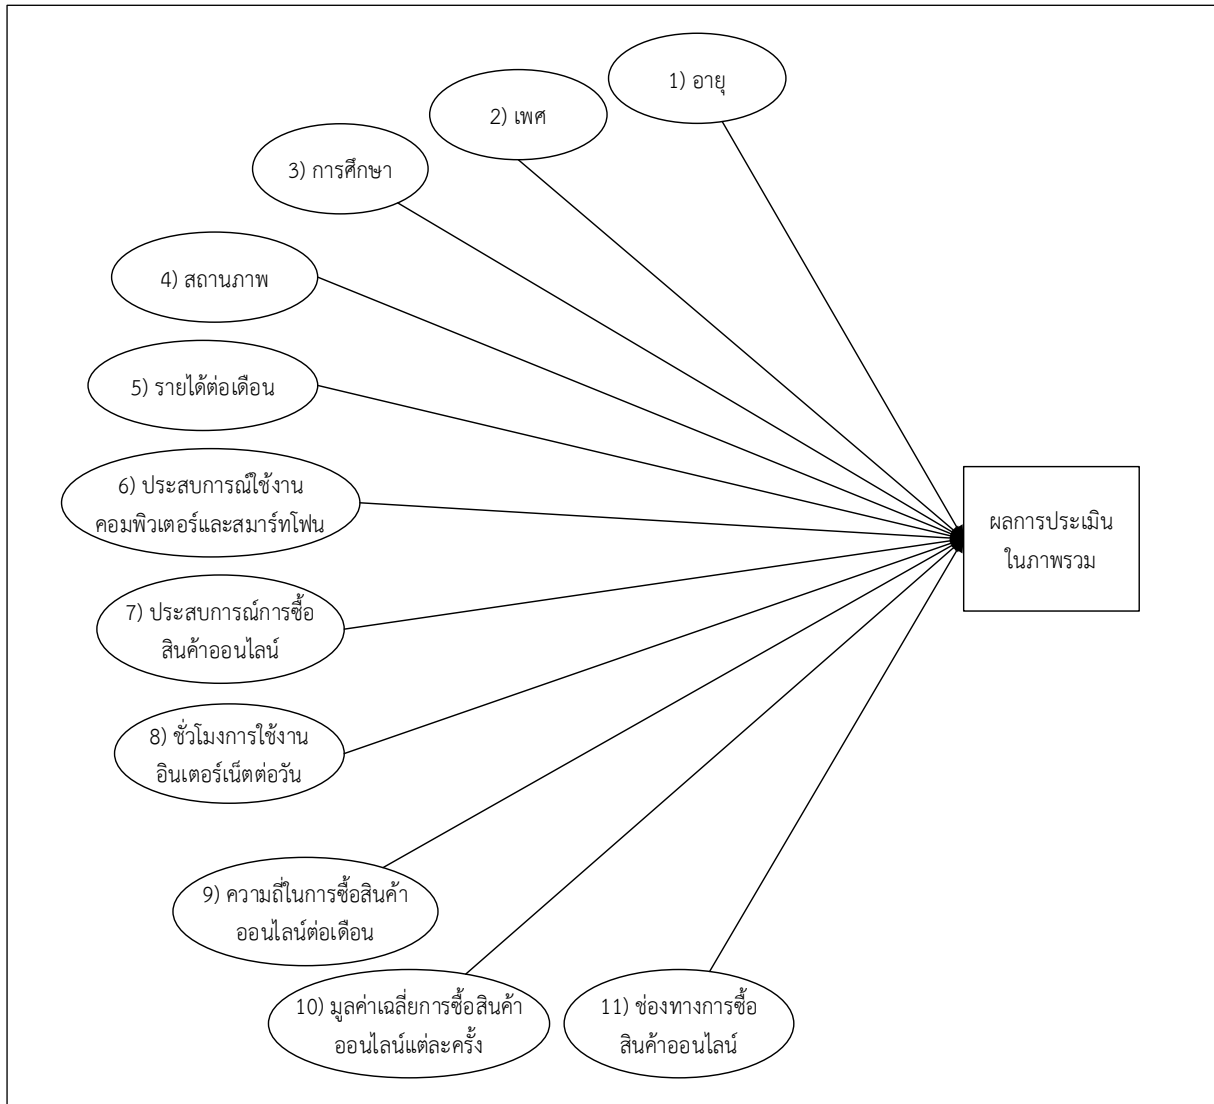 1) อายุ
2) เพศ
3) การศึกษา
4) สถานภาพ
5) รายได้ต่อเดือน
6) ประสบการณ์ใช้งาน
คอมพิวเตอร์และสมาร์ทโฟน
7) ประสบการณ์การซื้อ
สินค้าออนไลน์
8) ชั่วโมงการใช้งาน
อินเตอร์เน็ตต่อวัน
9) ความถี่ในการซื้อสินค้า
ออนไลน์ต่อเดือน
10) มูลค่าเฉลี่ยการซื้อสินค้า
ออนไลน์แต่ละครั้ง
11) ช่องทางการซื้อ
สินค้าออนไลน์
ผลการประเมิน
ในภาพรวม